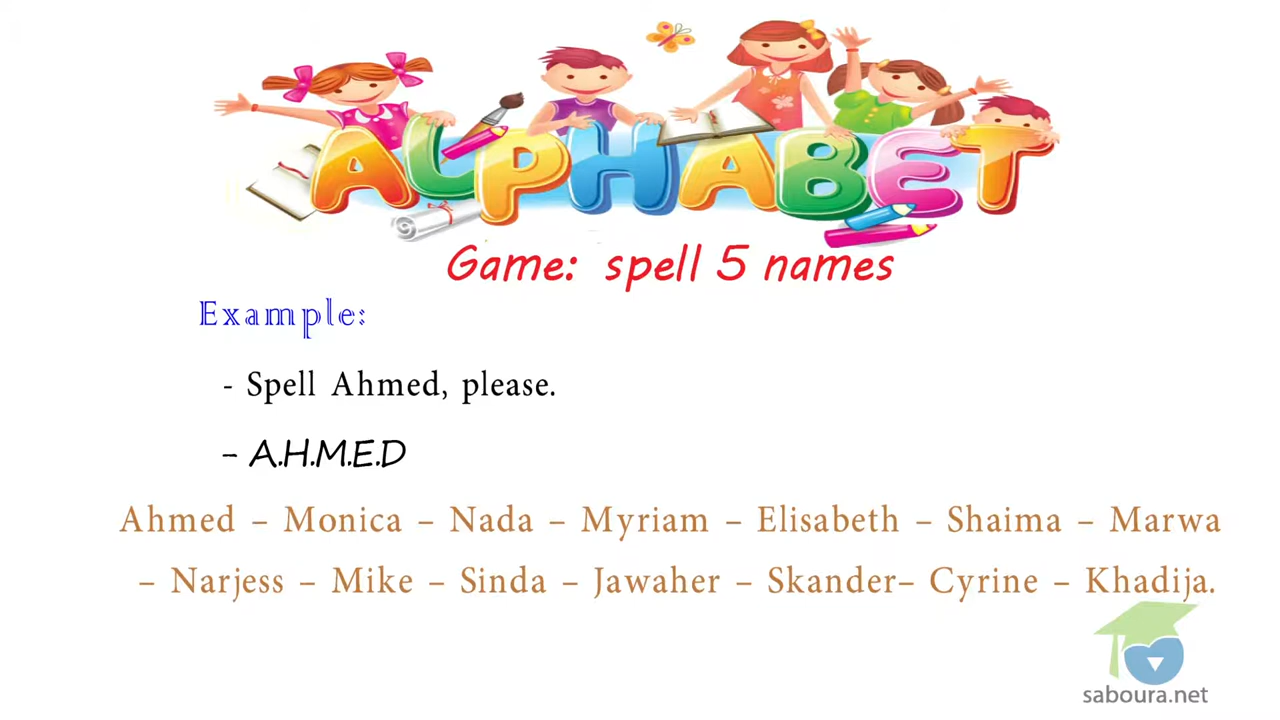 ALPHABET
Game: spell 5 names
Example:
- Spell Ahmed, please.
- A.H.M.E.D
Ahmed – Monica – Nada – Myriam – Elisabeth – Shaima – Marwa
– Narjess – Mike – Sinda – Jawaher – Skander– Cyrine – Khadija.
saboura.net